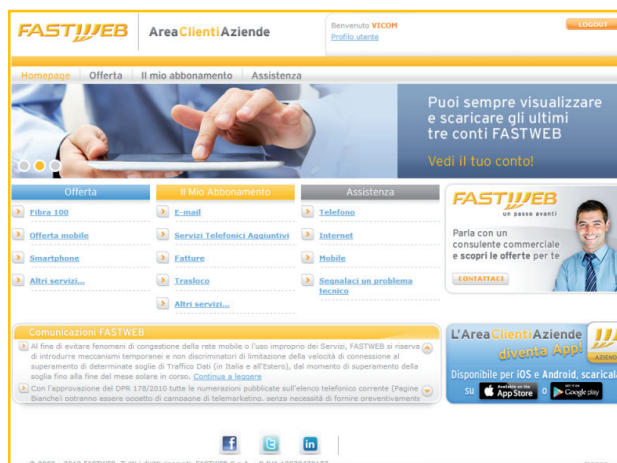 FASTWEB
AreaClientiAziende
Benvenuto VICOM
Profilo utente
LOGOUT
Homepage Offerta Il mio abbonamento Assistenza
Puoi sempre visualizzare
e scaricare gli ultimi
tre conti FASTWEB
Vedi il tuo conto!
Offerta
Fibra 100
Offerta mobile
Smartphone
Altri servizi...
Il Mio Abbonamento
E-mail
Servizi Telefonici Aggiuntivi
Fatture
Trasloco
Altri servizi...
Assistenza
Telefono
Internet
Mobile
Segnalaci un problema
tecnico
FASTWEB
un passo avanti
Parla con un
consulente commerciale
e scopri le offerte per te
CONTATTACI
Comunicazioni FASTWEB
Al fine di evitare fenomeni di congestione della rete mobile o l'uso improprio dei Servizi, FASTWEB si riserva
di introdurre meccanismi temporanei e non discriminatori di limitazione della velocità di connessione al
superamento di determinate soglie di Traffico Dati (in Italia e all'Estero), dal momento di superamento della
soglia fino alla fine del mese solare in corso. Continua a leggere
Con l'approvazione del DPR 178/2010 tutte le numerazioni pubblicate sull'elenco telefonico corrente (Pagine
Bianche) potranno essere oggetto di campagne di telemarketing, senza necessità di fornire preventivamente
L'AreaClientiAziende
diventa App!
AZIEND
Disponibile per iOS e Android, scaricala
su Available on the App Store o Google play